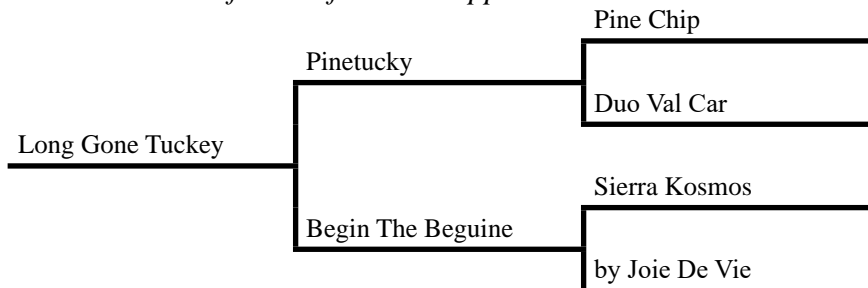 Pine Chip
Pinetucky
Duo Val Car
Long Gone Tuckey
Sierra Kosmos
Begin The Beguine
by Joie De Vie